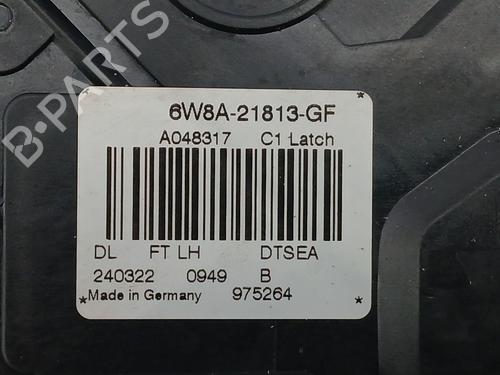 B-PARTS
6W8A-21813-GF
A048317 C1 Latch
DL FT LH DTSEA
240322 0949 B
Made in Germany 975264